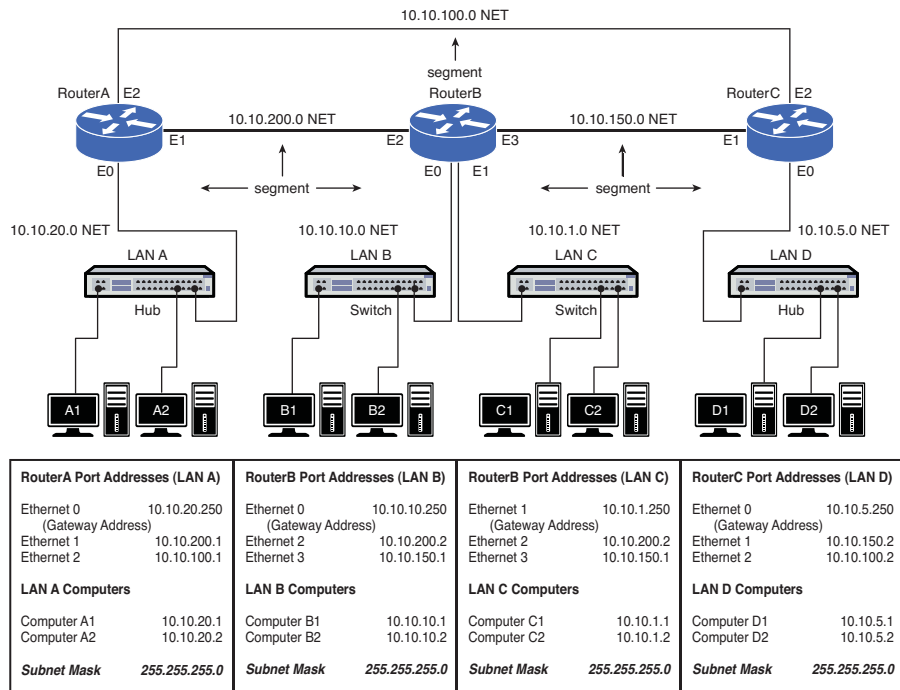 10.10.100.0 NET
segment
RouterA E2
RouterB
RouterC E2
10.10.200.0 NET
10.10.150.0 NET
E1
E2
E3
E1
E0
E0
E1
E0
segment
segment
10.10.20.0 NET
10.10.10.0 NET
10.10.1.0 NET
10.10.5.0 NET
LAN A
LAN B
LAN C
LAN D
Hub
Switch
Switch
Hub
A1
A2
B1
B2
C1
C2
D1
D2
RouterA Port Addresses (LAN A)
Ethernet 0 10.10.20.250
(Gateway Address)
Ethernet 1 10.10.200.1
Ethernet 2 10.10.100.1
LAN A Computers
Computer A1 10.10.20.1
Computer A2 10.10.20.2
Subnet Mask 255.255.255.0
RouterB Port Addresses (LAN B)
Ethernet 0 10.10.10.250
(Gateway Address)
Ethernet 2 10.10.200.2
Ethernet 3 10.10.150.1
LAN B Computers
Computer B1 10.10.10.1
Computer B2 10.10.10.2
Subnet Mask 255.255.255.0
RouterB Port Addresses (LAN C)
Ethernet 1 10.10.1.250
(Gateway Address)
Ethernet 2 10.10.200.2
Ethernet 3 10.10.150.1
LAN C Computers
Computer C1 10.10.1.1
Computer C2 10.10.1.2
Subnet Mask 255.255.255.0
RouterC Port Addresses (LAN D)
Ethernet 0 10.10.5.250
(Gateway Address)
Ethernet 1 10.10.150.2
Ethernet 2 10.10.100.2
LAN D Computers
Computer D1 10.10.5.1
Computer D2 10.10.5.2
Subnet Mask 255.255.255.0